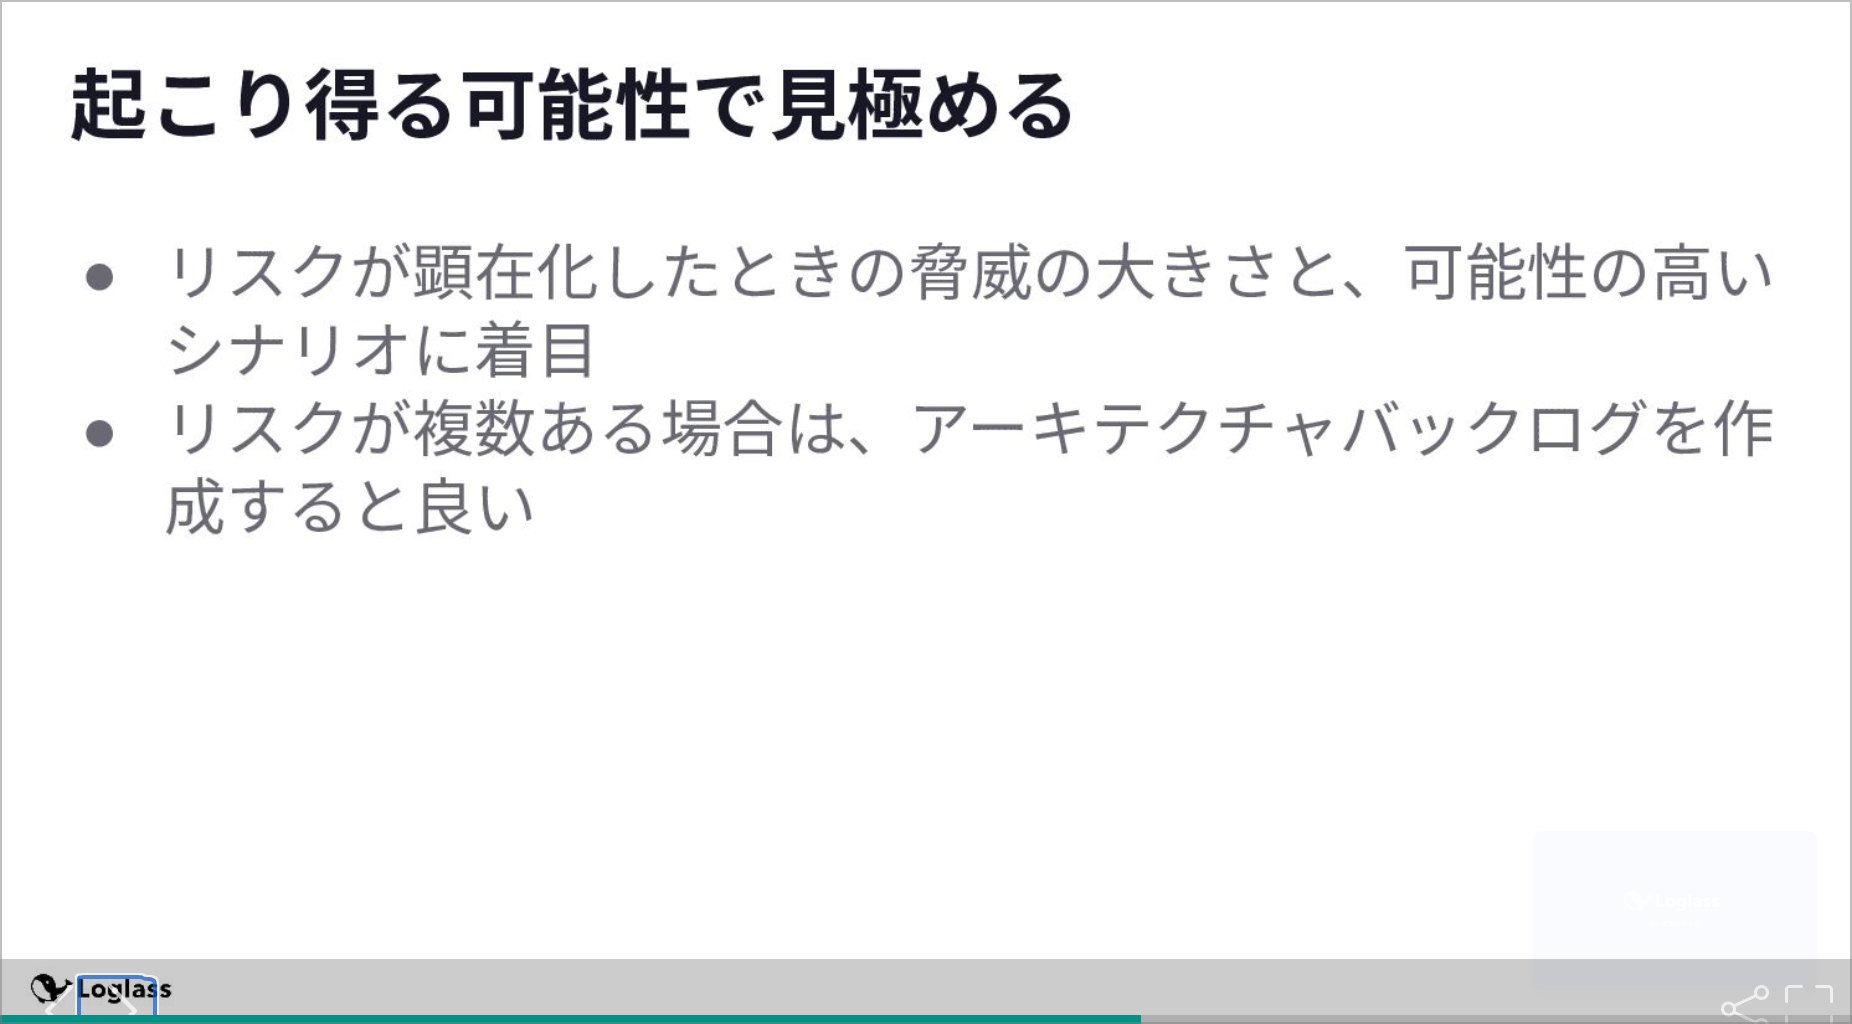 起こり得る可能性で見極める
● リスクが顕在化したときの脅威の大きさと、可能性の高い
シナリオに着目
● リスクが複数ある場合は、アーキテクチャバックログを作
成すると良い
Loglass
Loglass